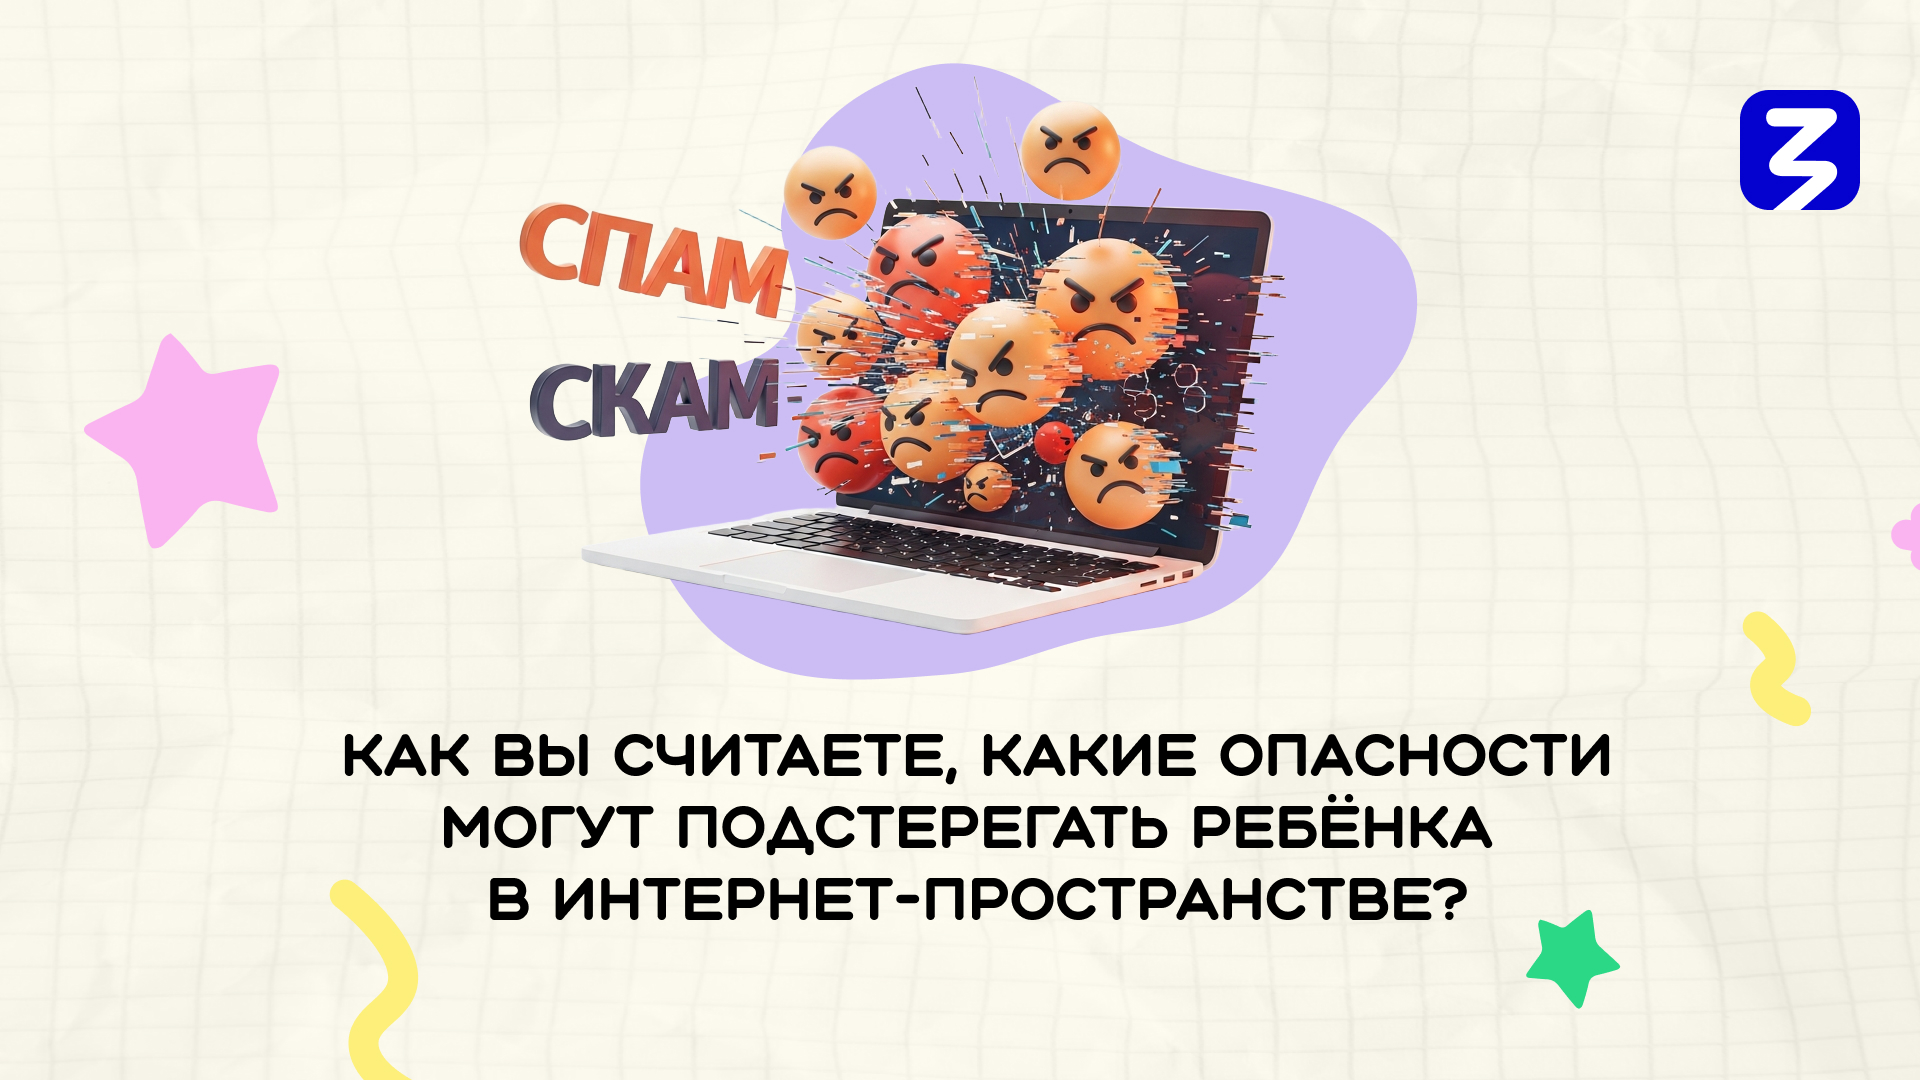 СПАМ
СКАМ
КАК ВЫ СЧИТАЕТЕ, КАКИЕ ОПАСНОСТИ
МОГУТ ПОДСТЕРЕГАТЬ РЕБЁНКА
В ИНТЕРНЕТ-ПРОСТРАНСТВЕ?